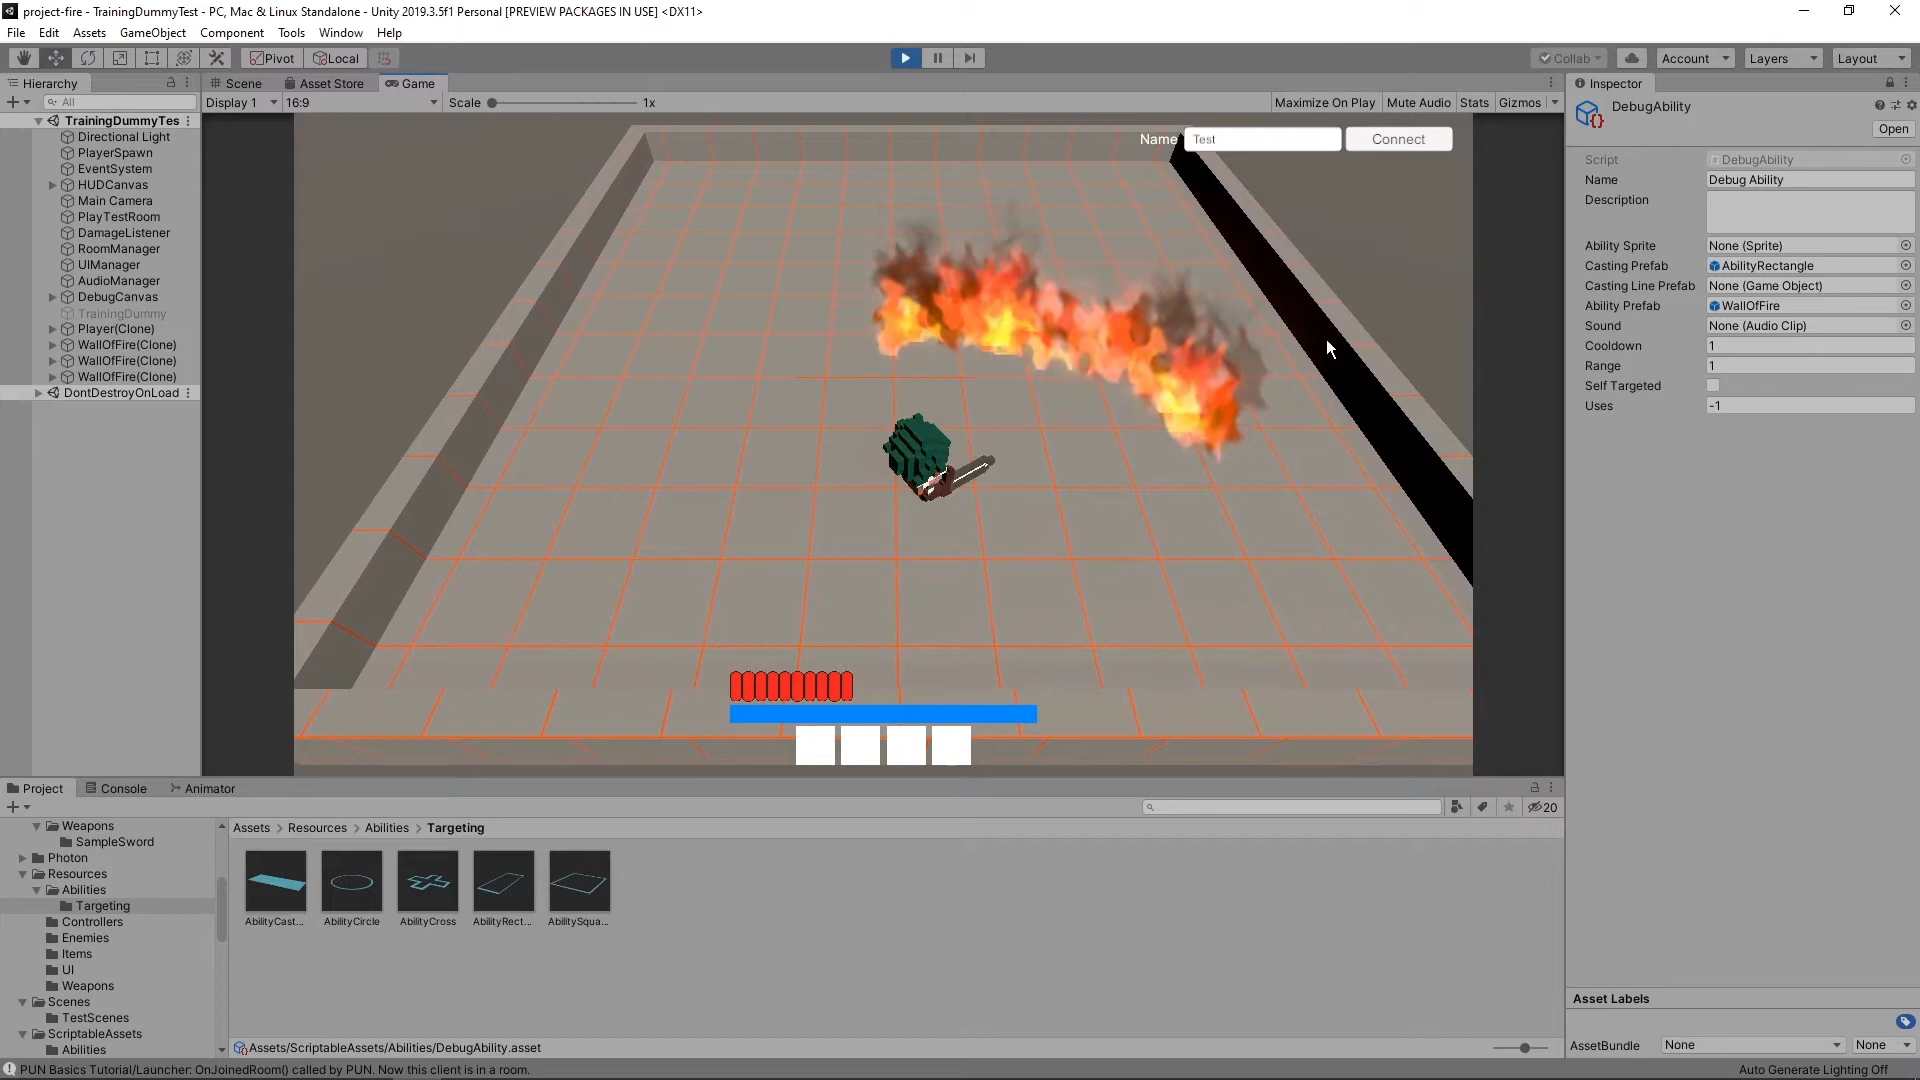 project-fire - TrainingDummyTest - PC, Mac & Linux Standalone - Unity 2019.3.5f1 Personal [PREVIEW PACKAGES IN USE] <DX11>
File Edit Assets GameObject Component Tools Window Help
Pivot Local Collab Account Layers Layout
Hierarchy Scene Asset Store Game Inspector
All Display 1 16:9 Scale 1x Maximize On Play Mute Audio Stats Gizmos
DebugAbility
Open
TrainingDummyTes
Directional Light
PlayerSpawn
EventSystem
HUDCanvas
Main Camera
PlayTestRoom
DamageListener
RoomManager
UIManager
AudioManager
DebugCanvas
TrainingDummy
Player(Clone)
WallOfFire(Clone)
WallOfFire(Clone)
WallOfFire(Clone)
DontDestroyOnLoad
Name Test Connect
Script DebugAbility
Name Debug Ability
Description
Ability Sprite None (Sprite)
Casting Prefab AbilityRectangle
Casting Line Prefab None (Game Object)
Ability Prefab WallOfFire
Sound None (Audio Clip)
Cooldown 1
Range 1
Self Targeted
Uses -1
Project Console Animator
20
Weapons
SampleSword
Photon
Resources
Abilities
Targeting
Controllers
Enemies
Items
UI
Weapons
Scenes
TestScenes
ScriptableAssets
Abilities
Assets > Resources > Abilities > Targeting
AbilityCast... AbilityCircle AbilityCross AbilityRect... AbilitySqua...
Assets/ScriptableAssets/Abilities/DebugAbility.asset
Asset Labels
AssetBundle None None
PUN Basics Tutorial/Launcher: OnJoinedRoom() called by PUN. Now this client is in a room.
Auto Generate Lighting Off